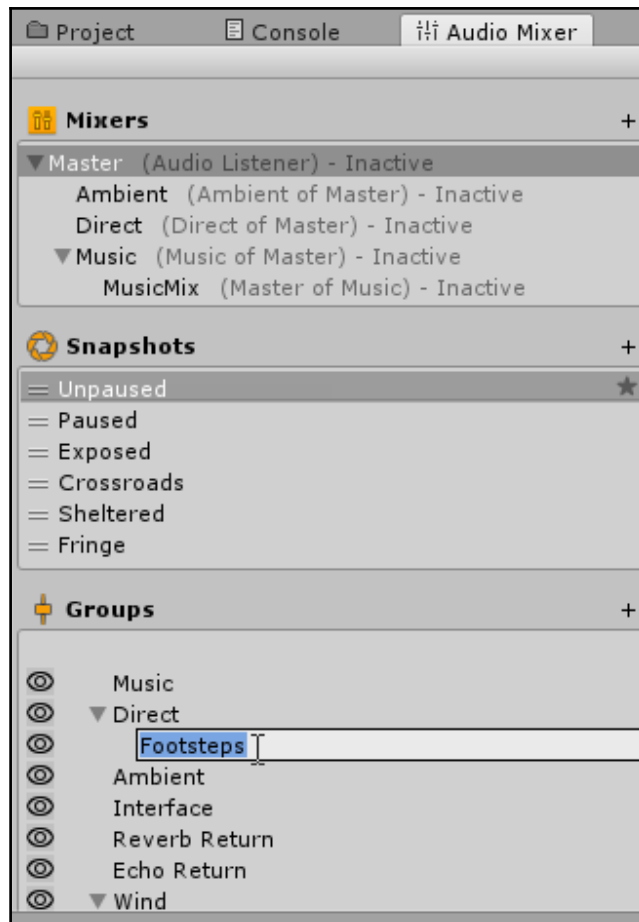 Project Console Audio Mixer
Mixers +
Master (Audio Listener) - Inactive
Ambient (Ambient of Master) - Inactive
Direct (Direct of Master) - Inactive
Music (Music of Master) - Inactive
MusicMix (Master of Music) - Inactive
Snapshots +
Unpaused
Paused
Exposed
Crossroads
Sheltered
Fringe
Groups +
Music
Direct
Footsteps
Ambient
Interface
Reverb Return
Echo Return
Wind